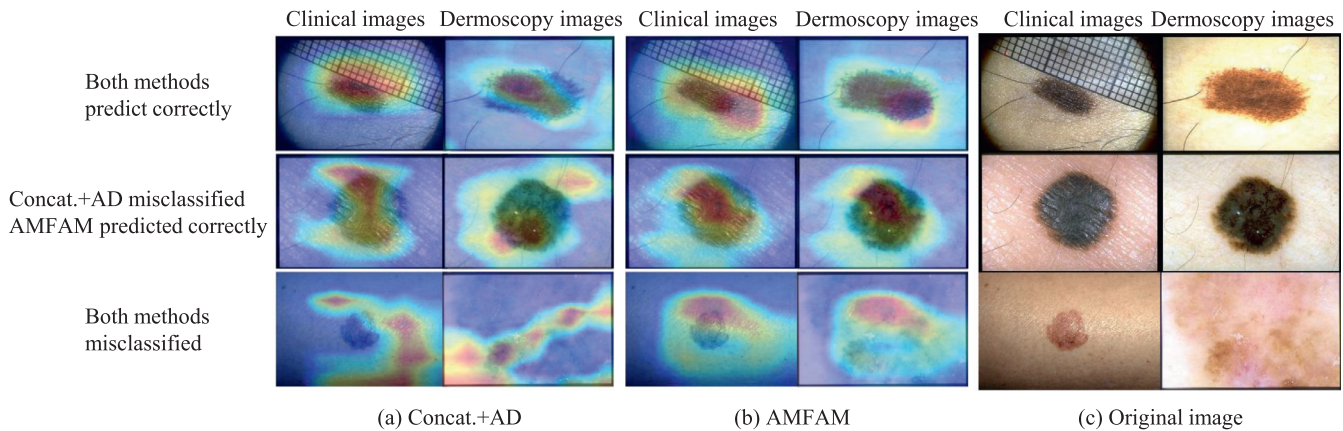 Clinical images Dermoscopy images Clinical images Dermoscopy images Clinical images Dermoscopy images
Both methods
predict correctly
Concat.+AD misclassified
AMFAM predicted correctly
Both methods
misclassified
(a) Concat.+AD (b) AMFAM (c) Original image